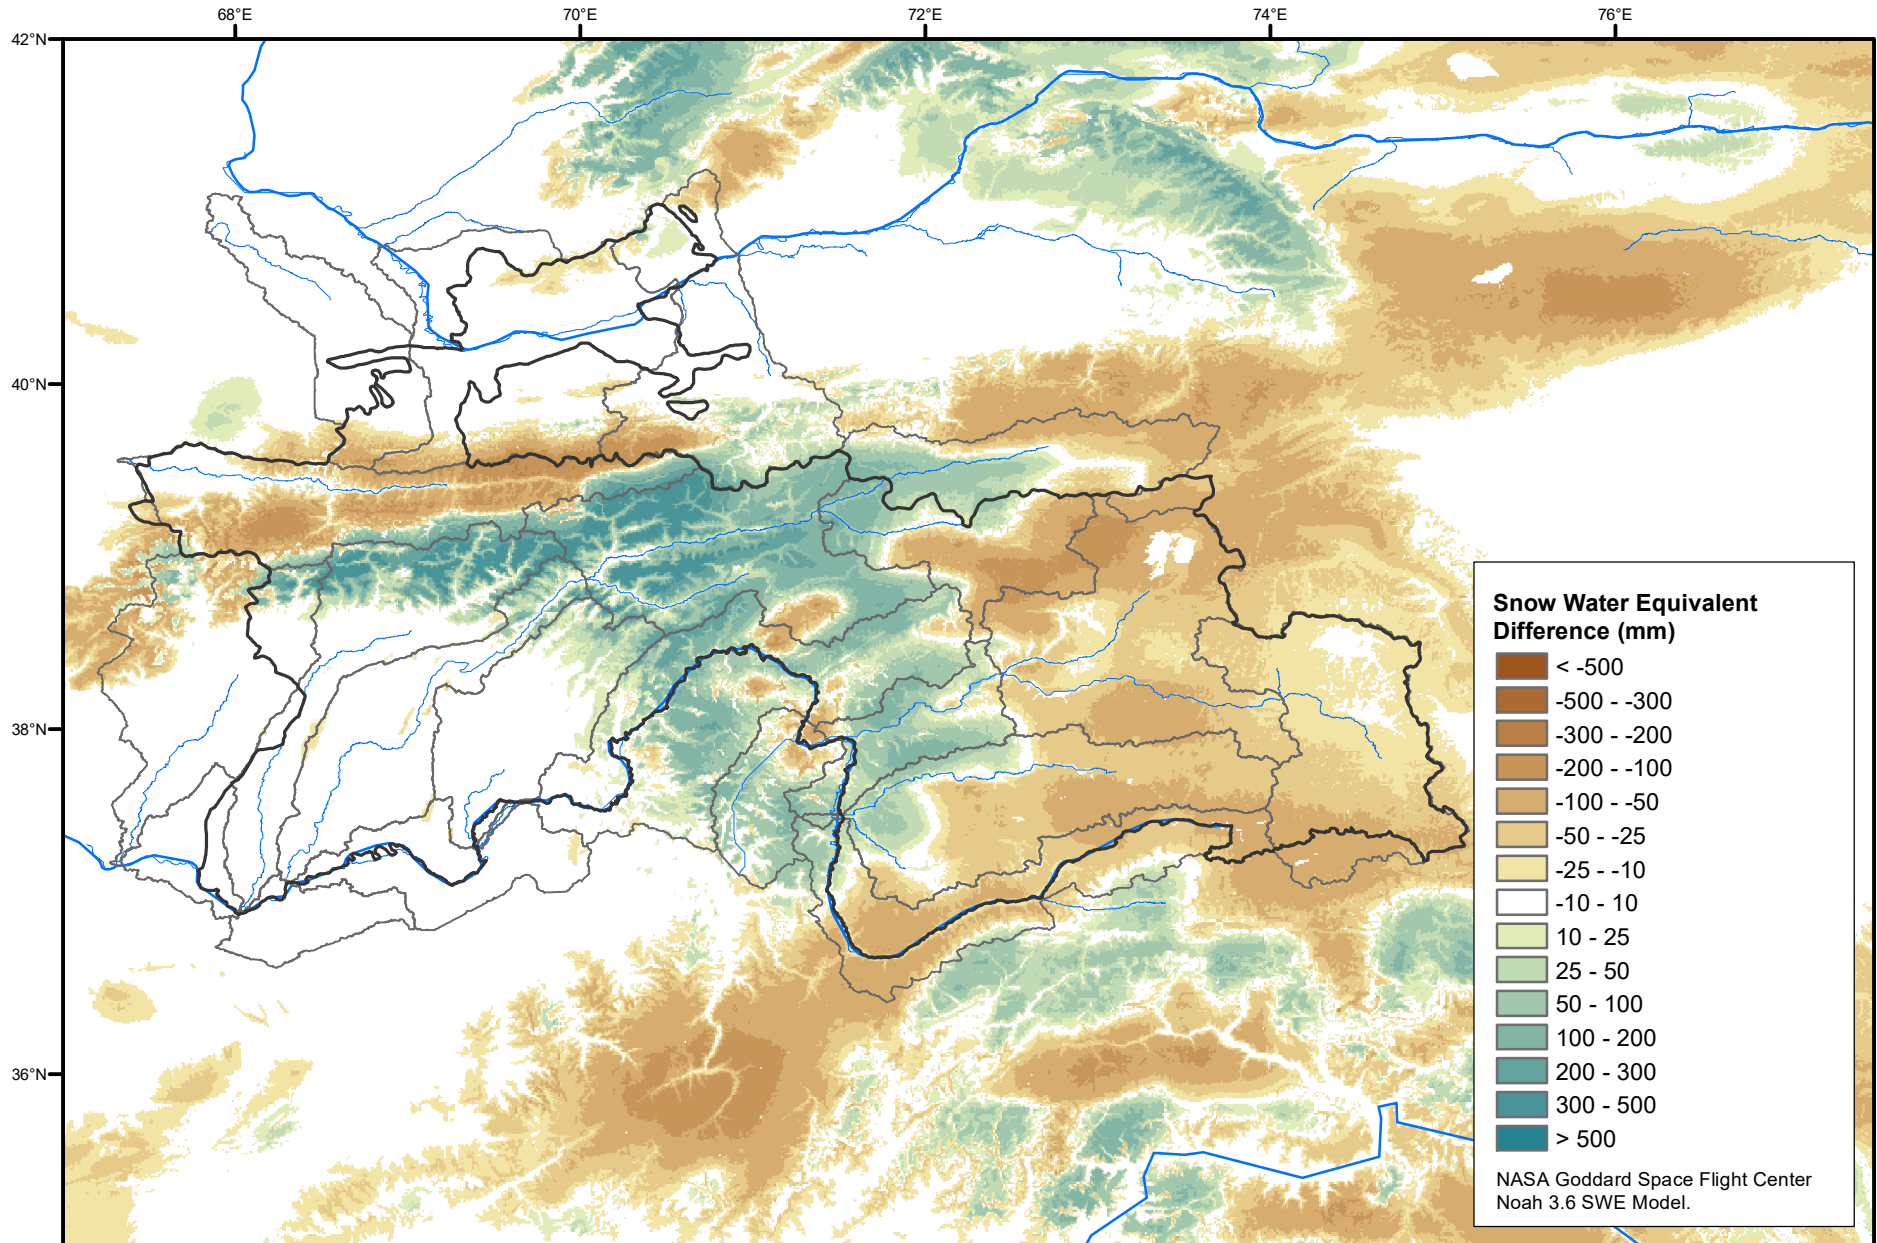 68°E
70°E
72°E
74°E
76°E
42°N
40°N
38°N
36°N
Snow Water Equivalent
Difference (mm)
< -500
-500 - -300
-300 - -200
-200 - -100
-100 - -50
-50 - -25
-25 - -10
-10 - 10
10 - 25
25 - 50
50 - 100
100 - 200
200 - 300
300 - 500
> 500
NASA Goddard Space Flight Center
Noah 3.6 SWE Model.